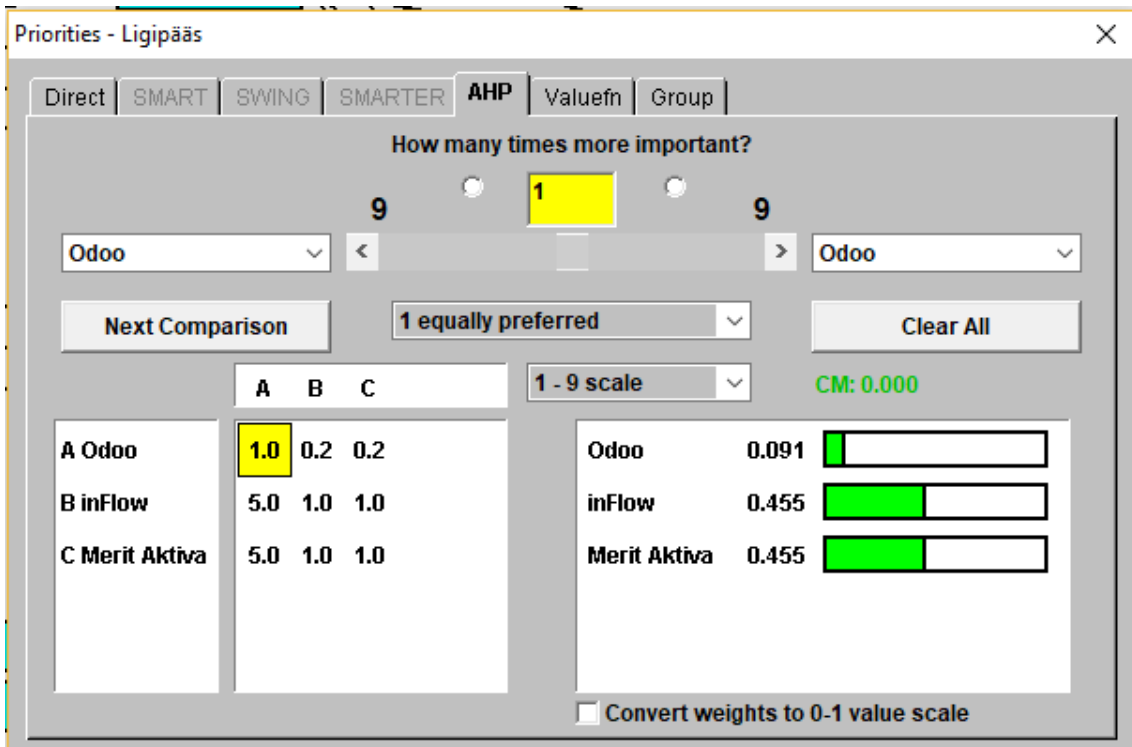 Priorities - Ligipääs
Direct SMART SWING SMARTER AHP Valuefn Group
How many times more important?
9 1 9
Odoo < > Odoo
Next Comparison 1 equally preferred Clear All
A B C 1 - 9 scale CM: 0.000
A Odoo 1.0 0.2 0.2 Odoo 0.091
B inFlow 5.0 1.0 1.0 inFlow 0.455
C Merit Aktiva 5.0 1.0 1.0 Merit Aktiva 0.455
Convert weights to 0-1 value scale